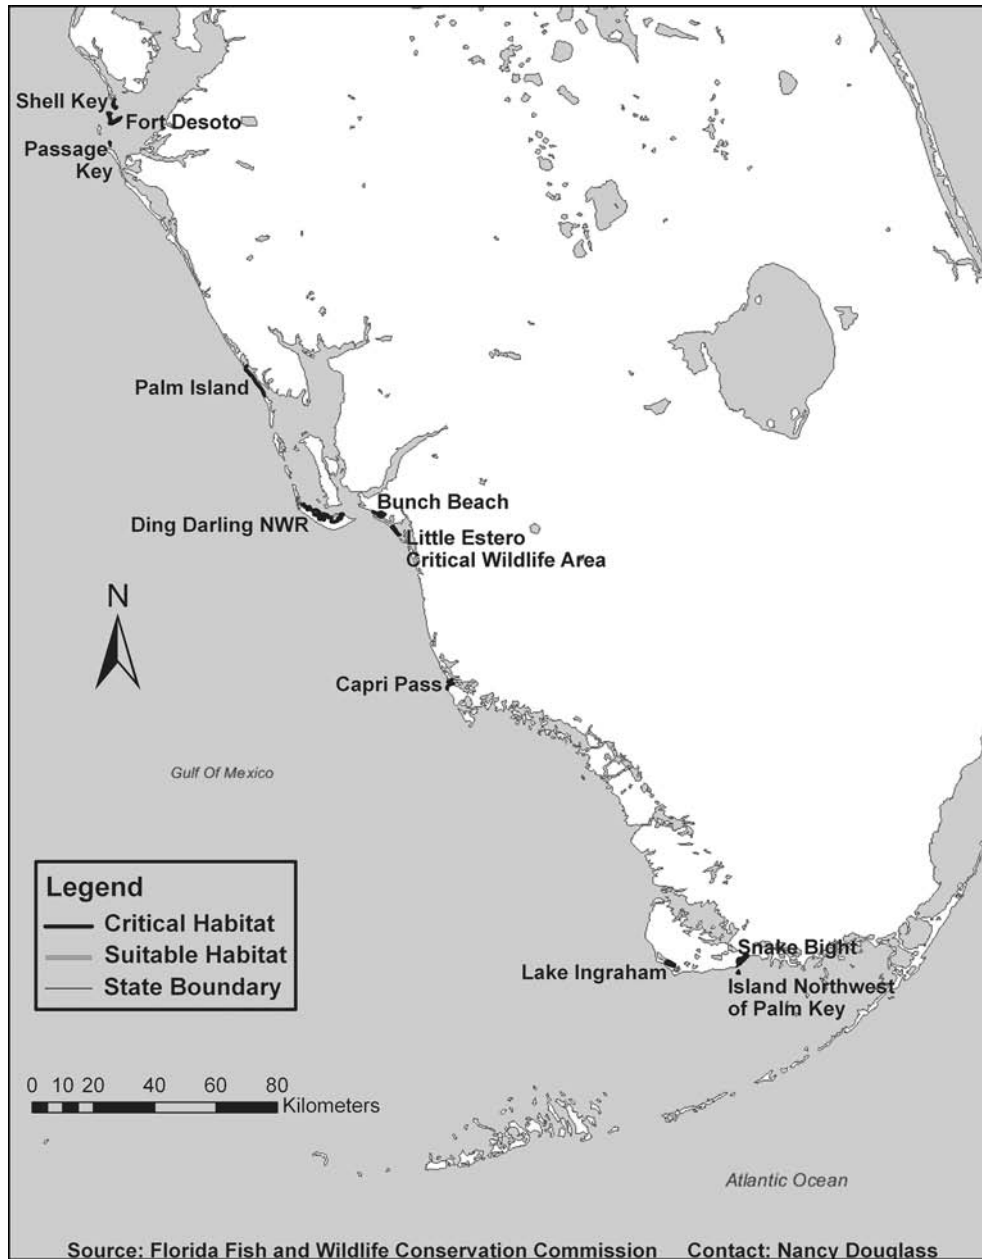 Shell Key
Fort Desoto
Passage
Key
Palm Island
Bunch Beach
Ding Darling NWR
Little Estero
Critical Wildlife Area
N
Capri Pass
Gulf Of Mexico
Legend
Critical Habitat
Suitable Habitat
State Boundary
Snake Bight
Lake Ingraham
Island Northwest
of Palm Key
0 10 20 40 60 80
Kilometers
Atlantic Ocean
Source: Florida Fish and Wildlife Conservation Commission Contact: Nancy Douglass